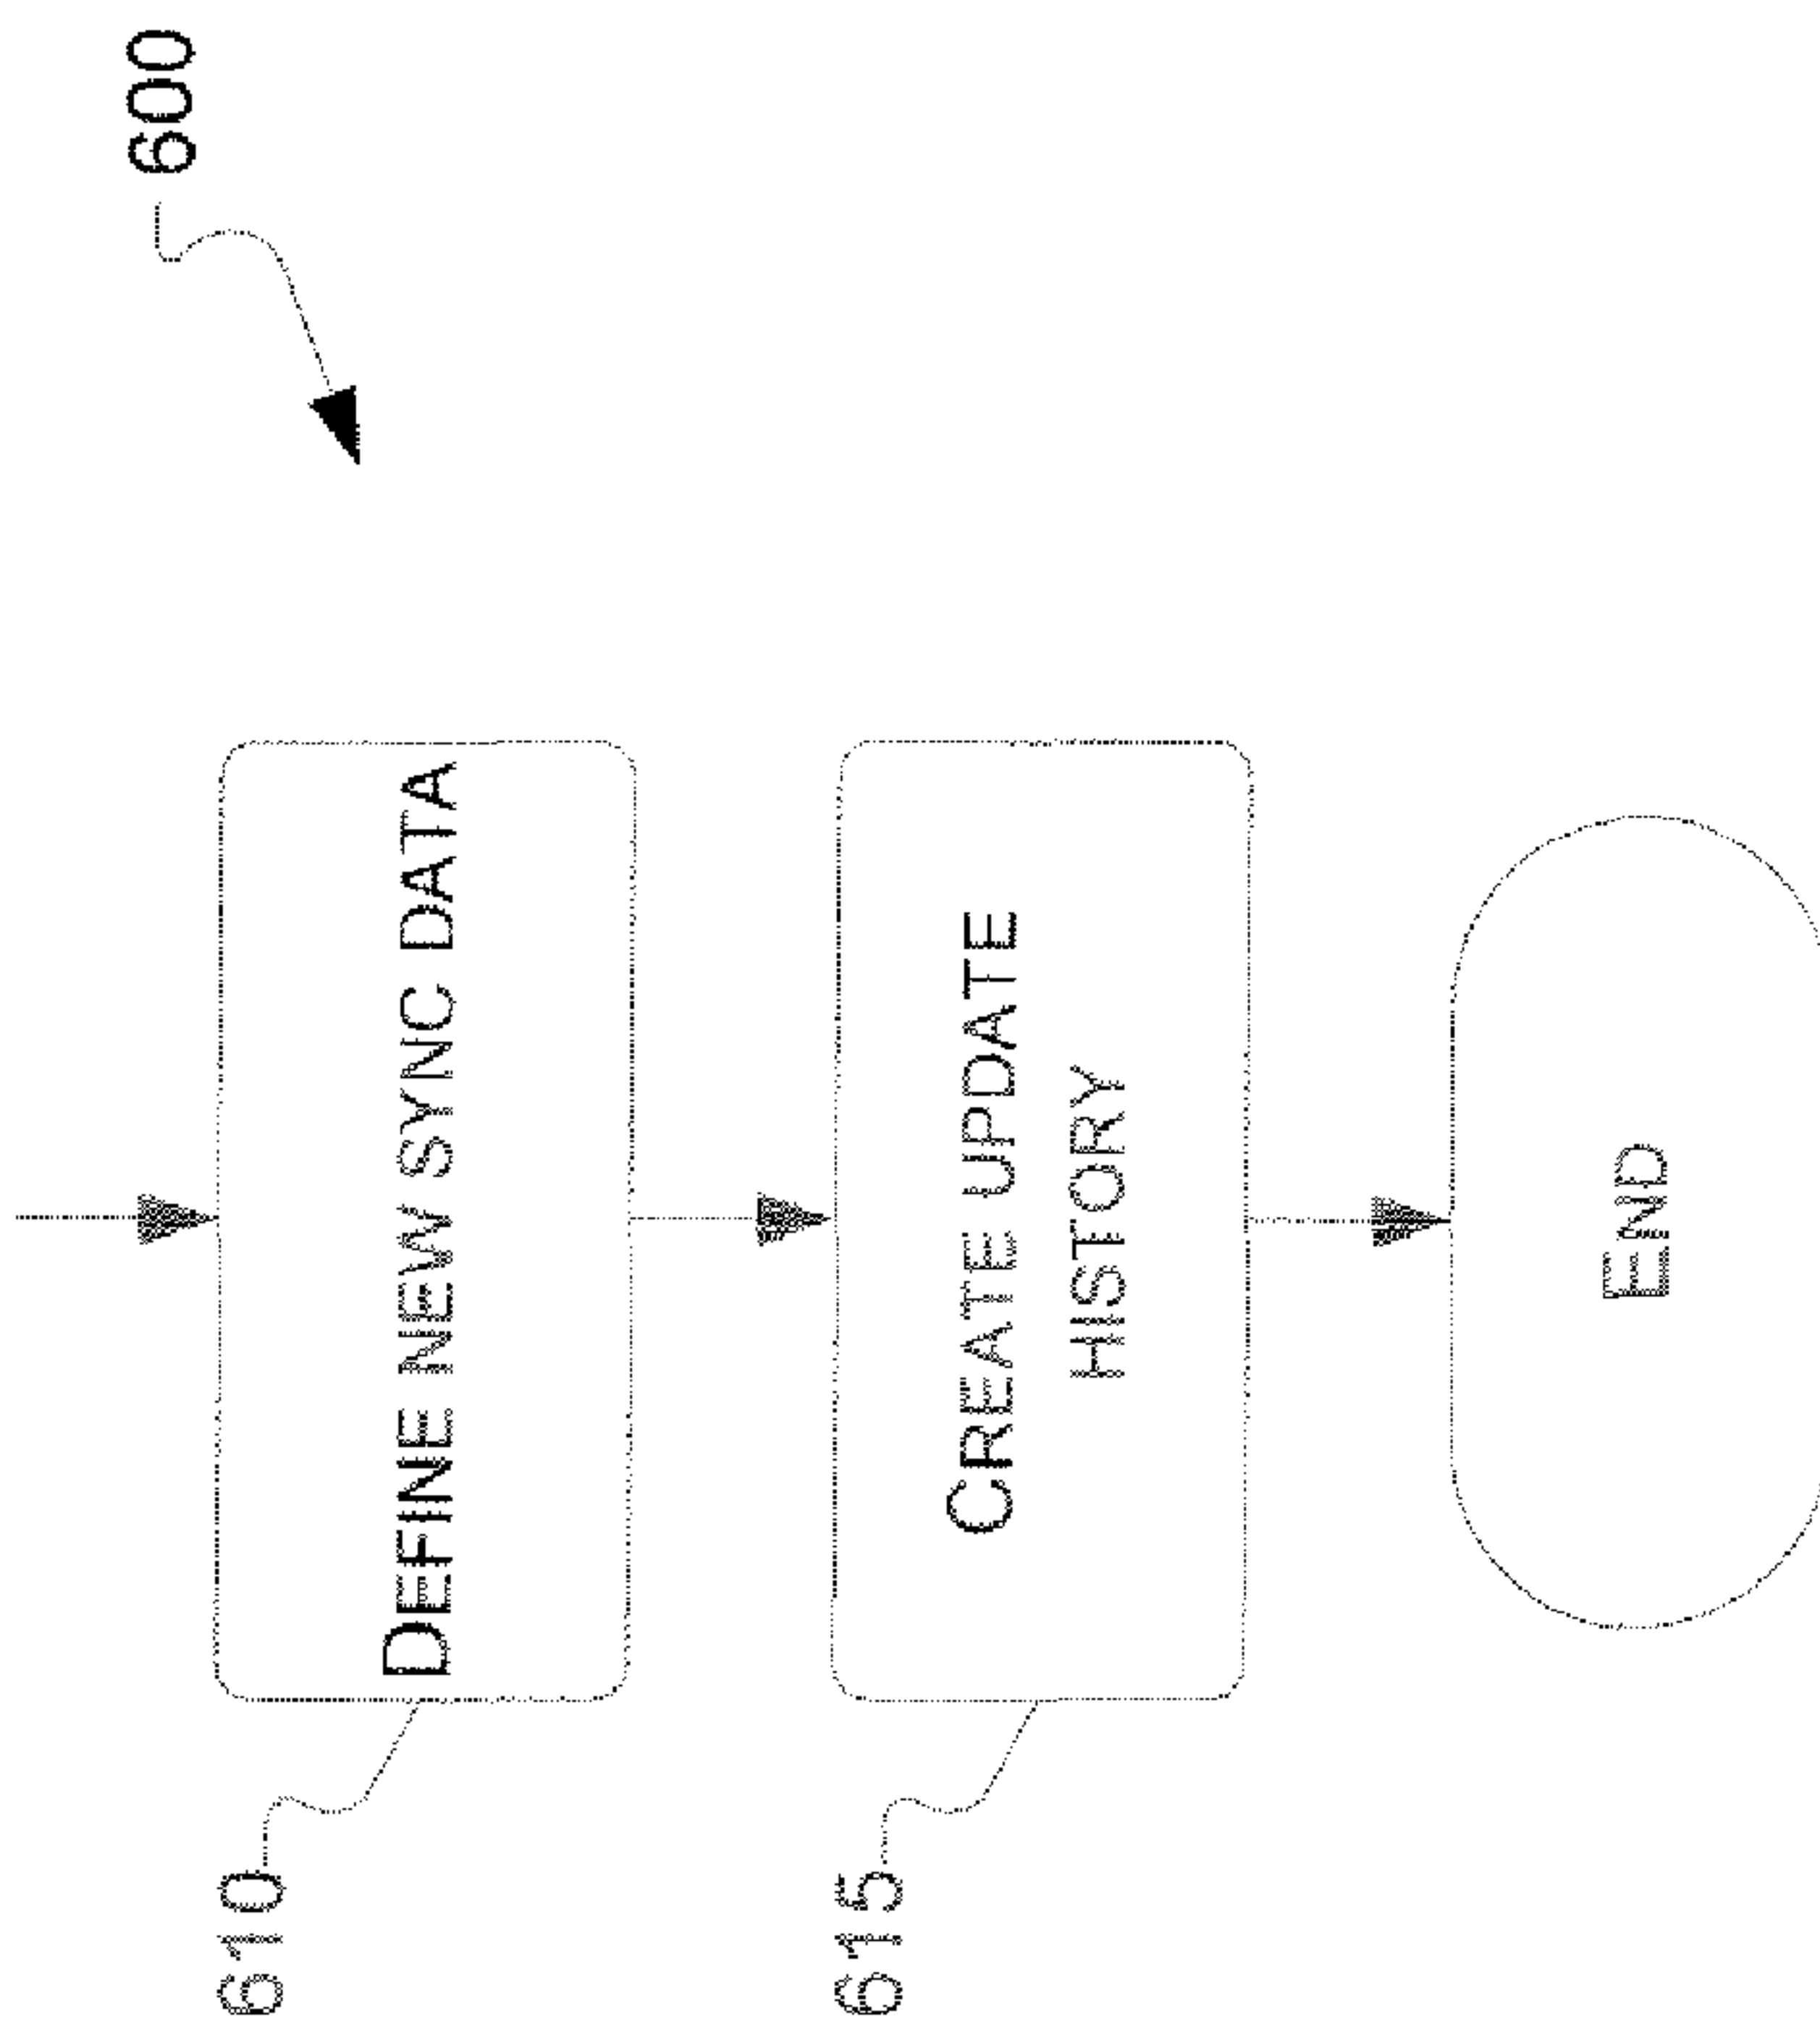 600
610
DEFINE NEW SYNC DATA
615
CREATE UPDATE
HISTORY
END